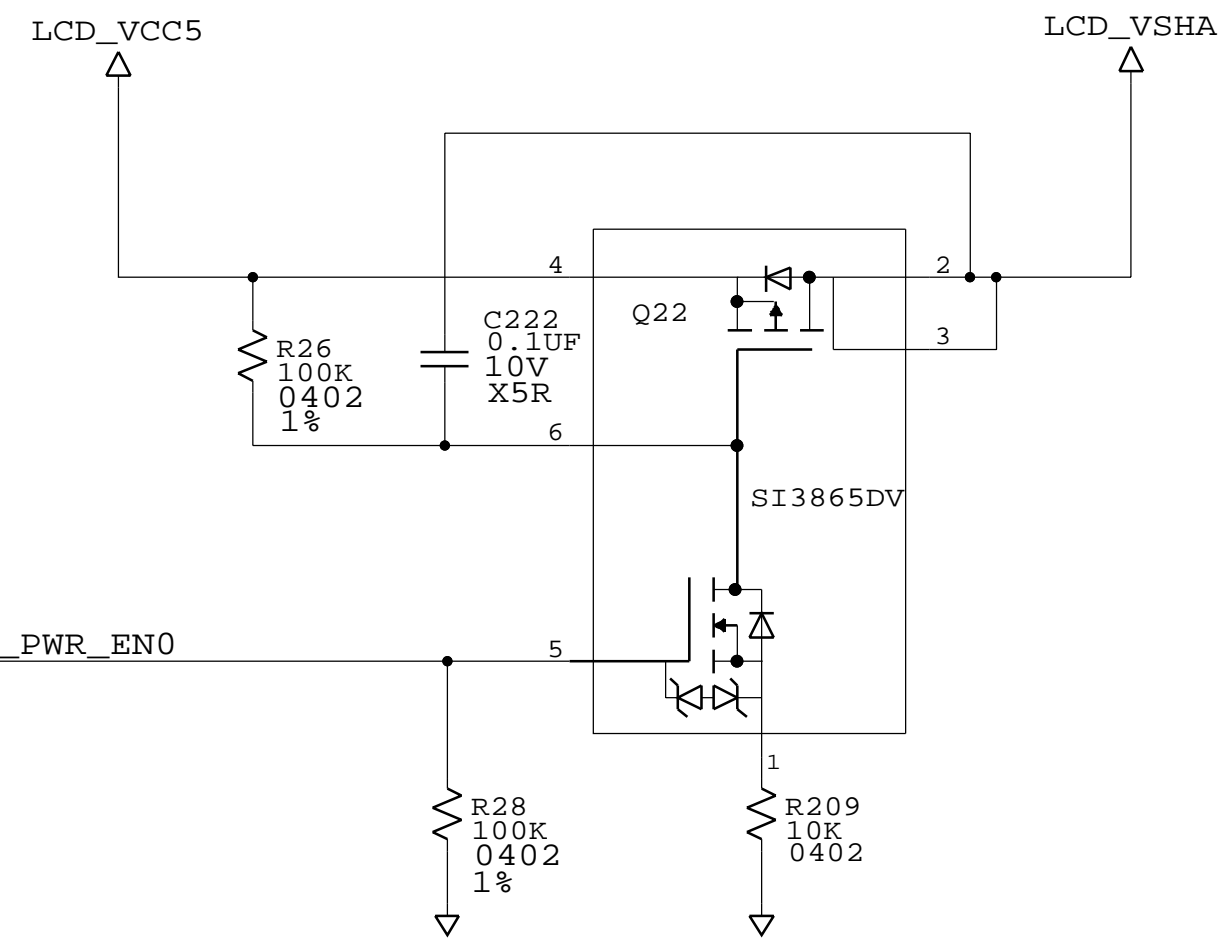 LCD_VCC5
LCD_VSHA
4
2
Q22
3
C222
0.1UF
10V
X5R
R26
100K
0402
1%
6
SI3865DV
_PWR_EN0
5
1
R28
100K
0402
1%
R209
10K
0402